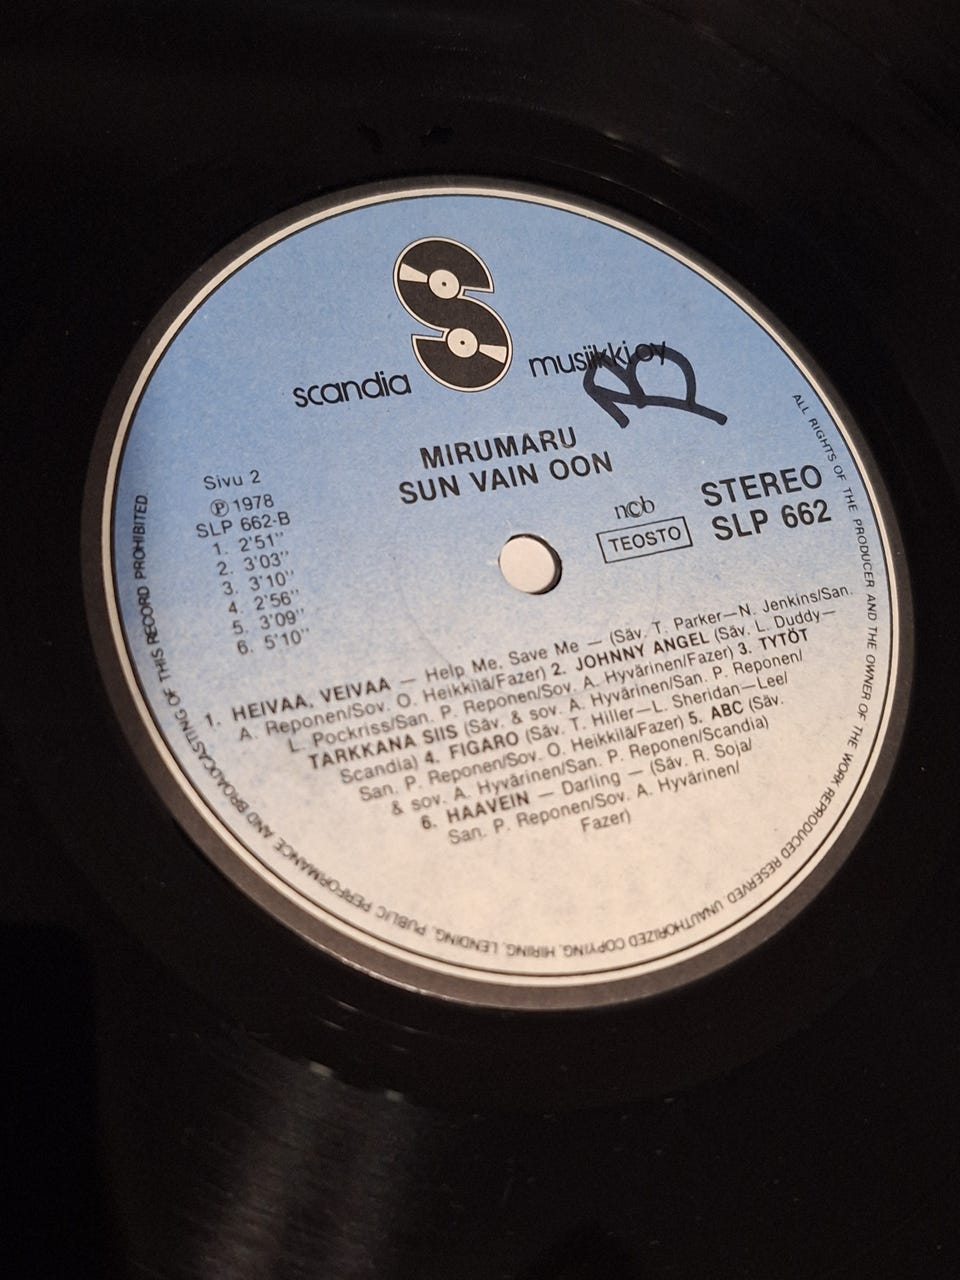 scandia musiikki oy
B
MIRUMARU
SUN VAIN OON
Sivu 2
Ⓟ 1978
SLP 662-B
1. 2'51''
2. 3'03''
3. 3'10''
4. 2'56''
5. 3'09''
6. 5'10''
ncb
TEOSTO
STEREO
SLP 662
1. HEIVAA, VEIVAA — Help Me, Save Me — (Säv. T. Parker—N. Jenkins/San.
A. Reponen/Sov. O. Heikkilä/Fazer) 2. JOHNNY ANGEL (Säv. L. Duddy—
L. Pockriss/San. P. Reponen/Sov. A. Hyvärinen/Fazer) 3. TYTÖT
TARKKANA SIIS (Säv. & sov. A. Hyvärinen/San. P. Reponen/
Scandia) 4. FIGARO (Säv. T. Hiller—L. Sheridan—Lee/
San. P. Reponen/Sov. O. Heikkilä/Fazer) 5. ABC (Säv.
& sov. A. Hyvärinen/San. P. Reponen/Scandia)
6. HAAVEIN — Darling — (Säv. R. Soja/
San. P. Reponen/Sov. A. Hyvärinen/
Fazer)
ALL RIGHTS OF THE PRODUCER AND THE OWNER OF THE WORK REPRODUCED RESERVED UNAUTHORIZED COPYING, HIRING, LENDING, PUBLIC PERFORMANCE AND BROADCASTING OF THIS RECORD PROHIBITED